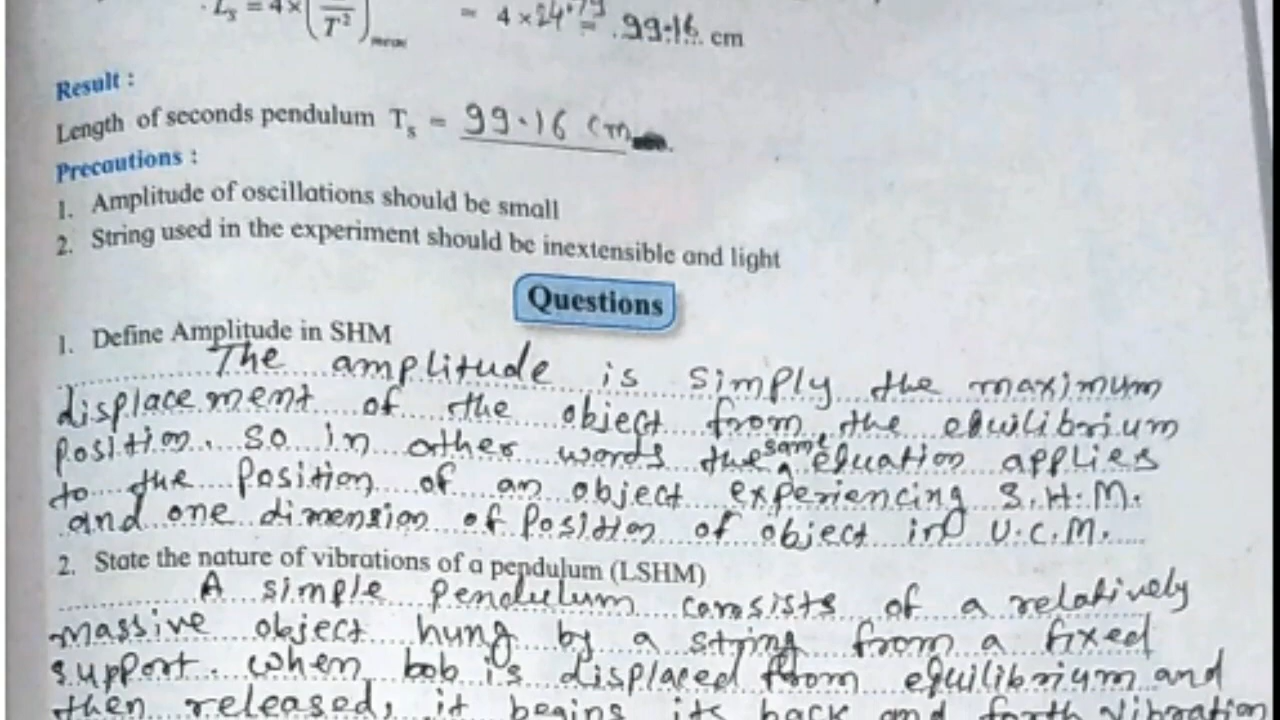 L_s = 4 × (/T²)_mean = 4 × 24.79 = 99.16 cm
Result :
Length of seconds pendulum T_s = 99.16 cm
Precautions :
1. Amplitude of oscillations should be small
2. String used in the experiment should be inextensible and light
Questions
1. Define Amplitude in SHM
The amplitude is simply the maximum
displacement of the object from the equilibrium
position. So in other words the same equation applies
to the position of an object experiencing S.H.M.
and one dimension of position of object in U.C.M.
2. State the nature of vibrations of a pendulum (LSHM)
A simple pendulum consists of a relatively
massive object hung by a string from a fixed
support. when bob is displaced from equilibrium and
then released, it begins its back and forth vibration